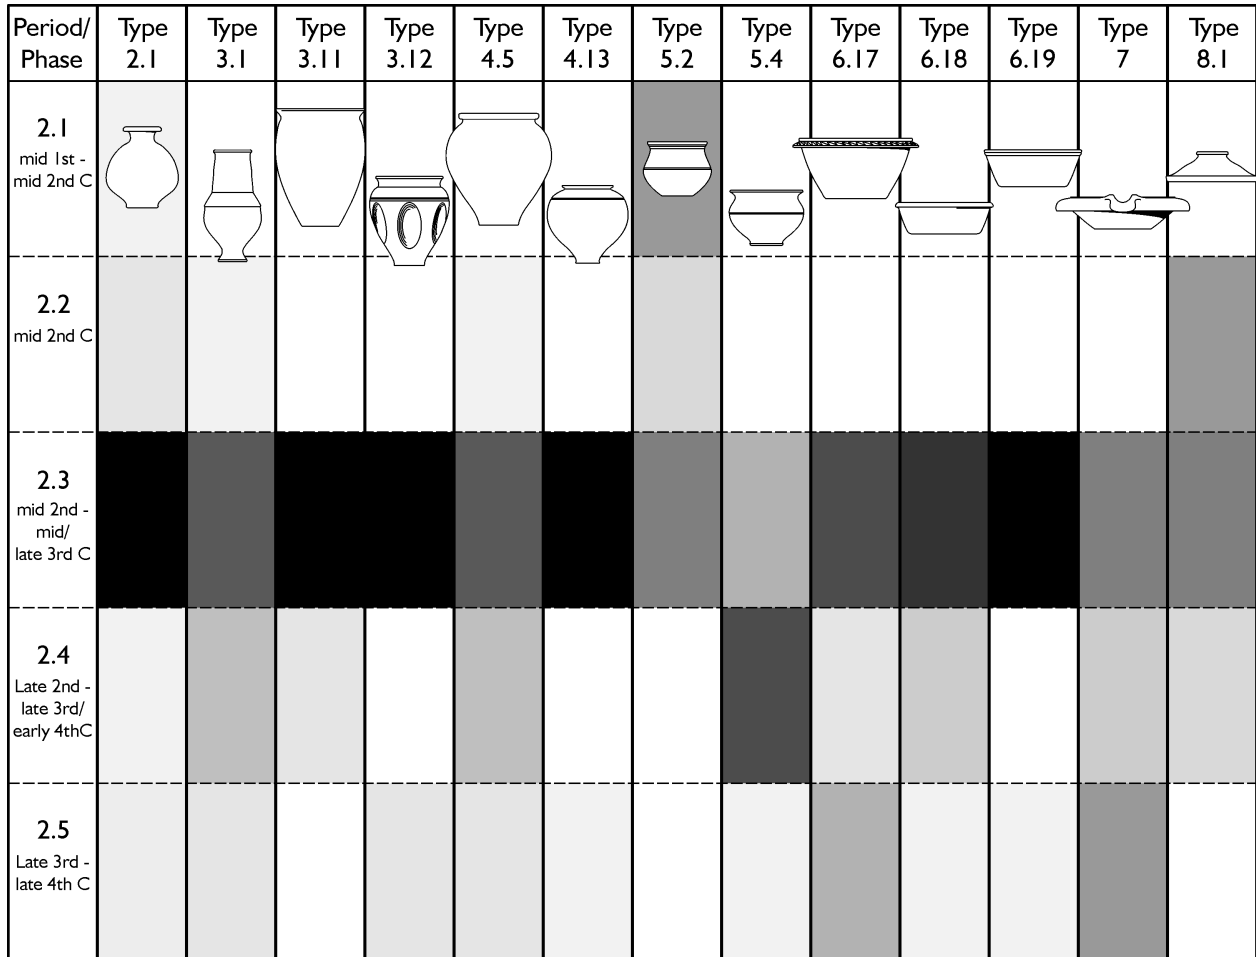 Period/ Phase
Type 2.1
Type 3.1
Type 3.11
Type 3.12
Type 4.5
Type 4.13
Type 5.2
Type 5.4
Type 6.17
Type 6.18
Type 6.19
Type 7
Type 8.1
2.1
mid 1st -
mid 2nd C
2.2
mid 2nd C
2.3
mid 2nd -
mid/
late 3rd C
2.4
Late 2nd -
late 3rd/
early 4thC
2.5
Late 3rd -
late 4th C